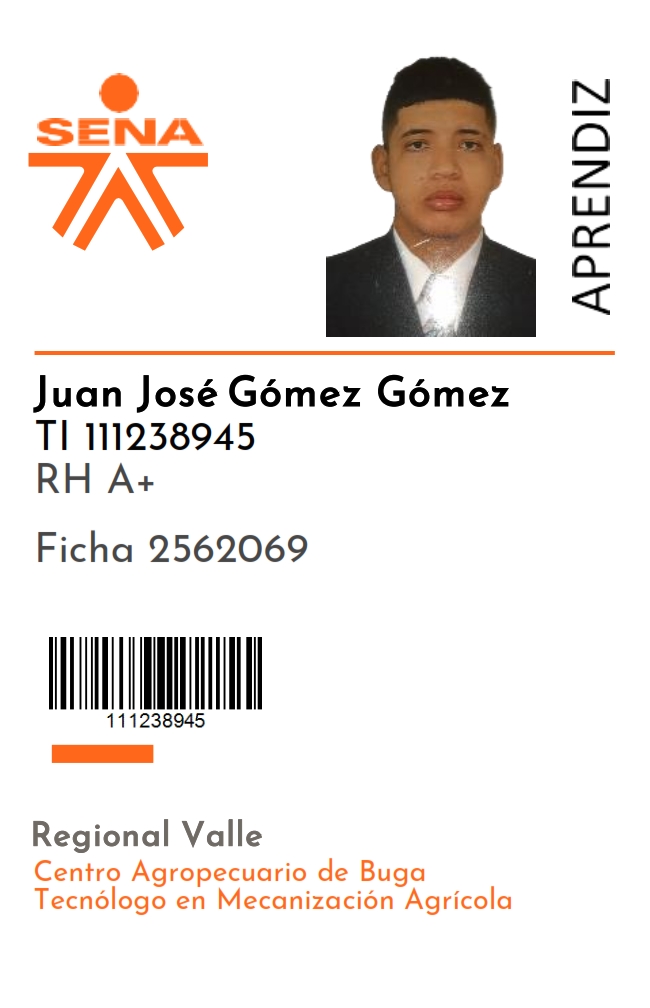 SENA
APRENDIZ
Juan José Gómez Gómez
TI 111238945
RH A+
Ficha 2562069
111238945
Regional Valle
Centro Agropecuario de Buga
Tecnólogo en Mecanización Agrícola